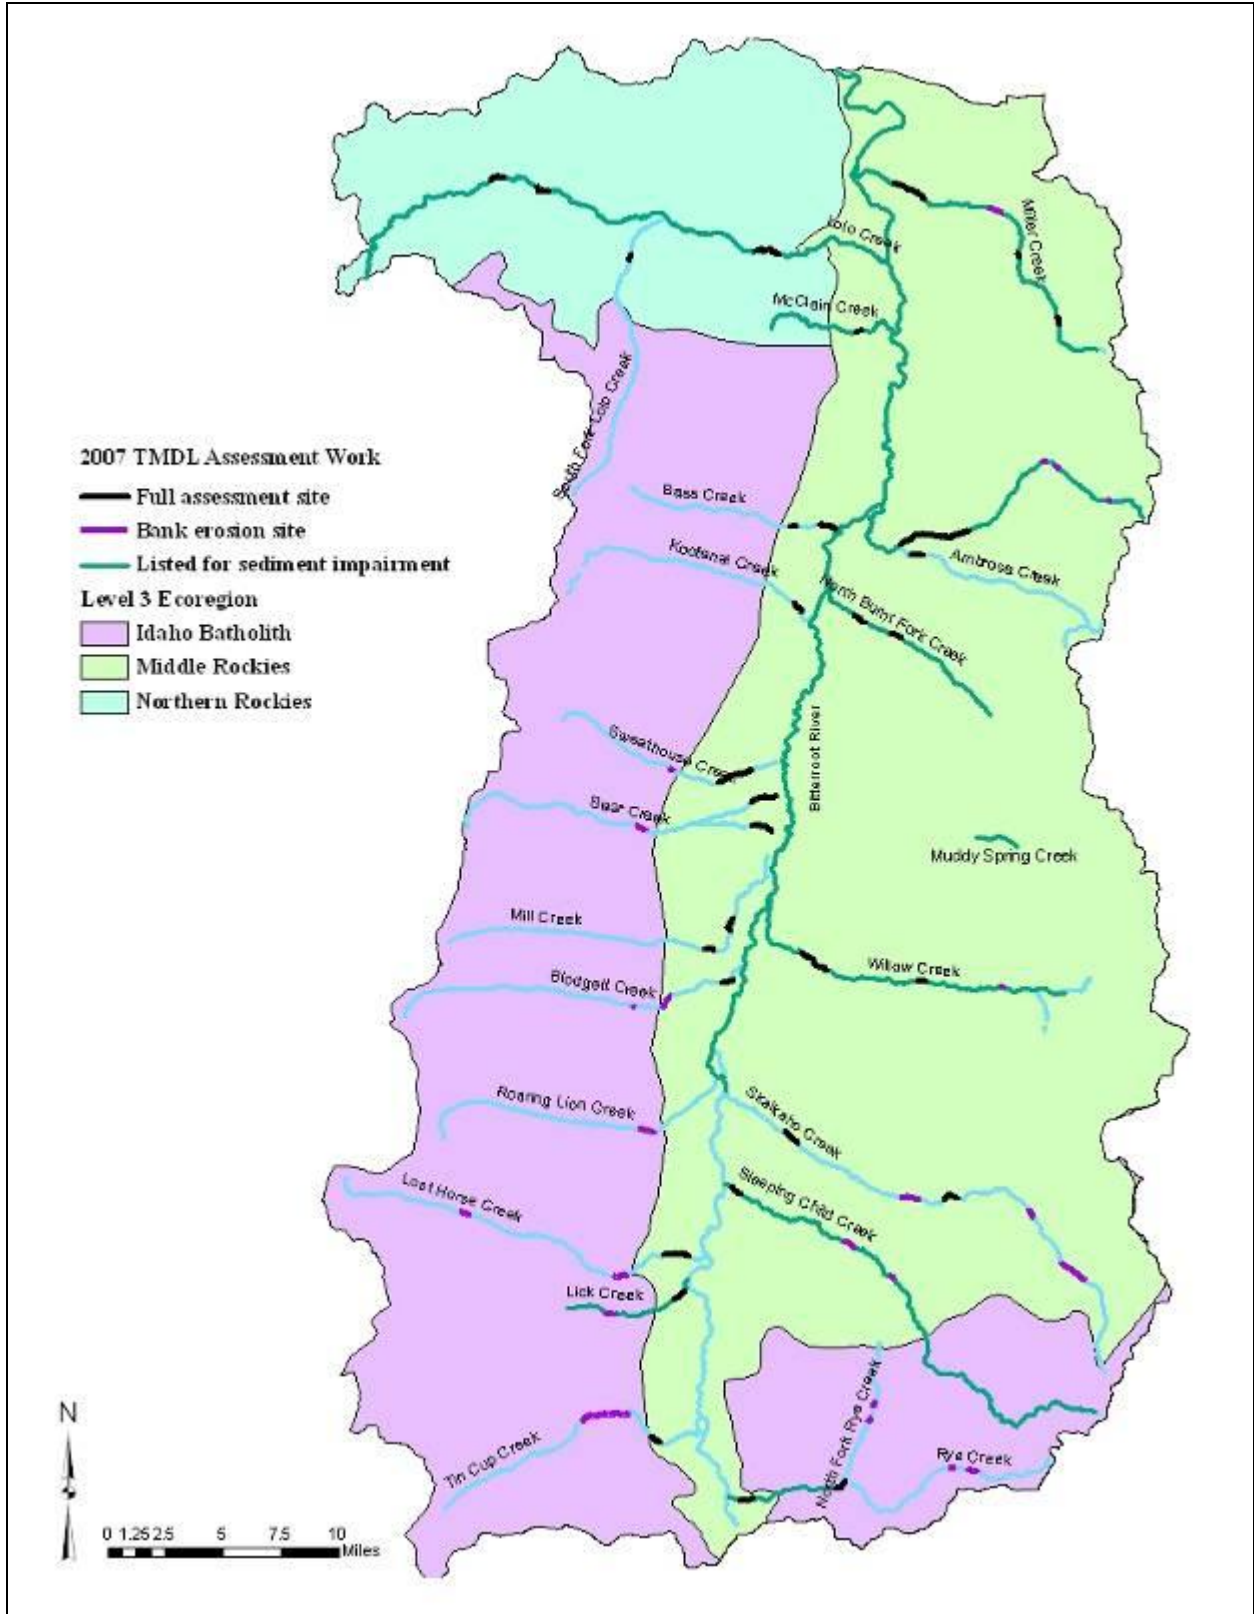 Lolo Creek
Miller Creek
McClain Creek
South Fork Lolo Creek
2007 TMDL Assessment Work
Full assessment site
Bank erosion site
Listed for sediment impairment
Level 3 Ecoregion
Idaho Batholith
Middle Rockies
Northern Rockies
Bass Creek
Kootenai Creek
Ambrose Creek
North Burnt Fork Creek
Sweathouse Creek
Bitterroot River
Bear Creek
Muddy Spring Creek
Mill Creek
Willow Creek
Blodgett Creek
Roaring Lion Creek
Skalkaho Creek
Sleeping Child Creek
Lost Horse Creek
Lick Creek
North Fork Rye Creek
Rye Creek
Tin Cup Creek
N
0 1.25 2.5 5 7.5 10
Miles